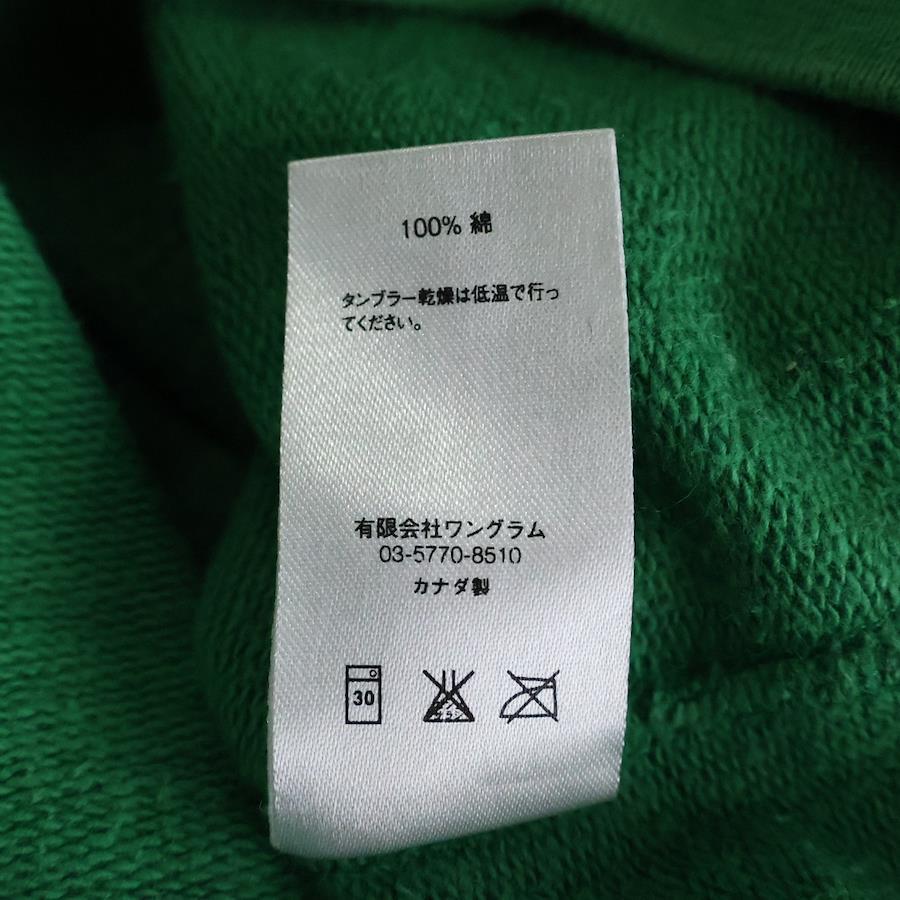 100% 綿
タンブラー乾燥は低温で行っ
てください。
有限会社ワングラム
03-5770-8510
カナダ製
30